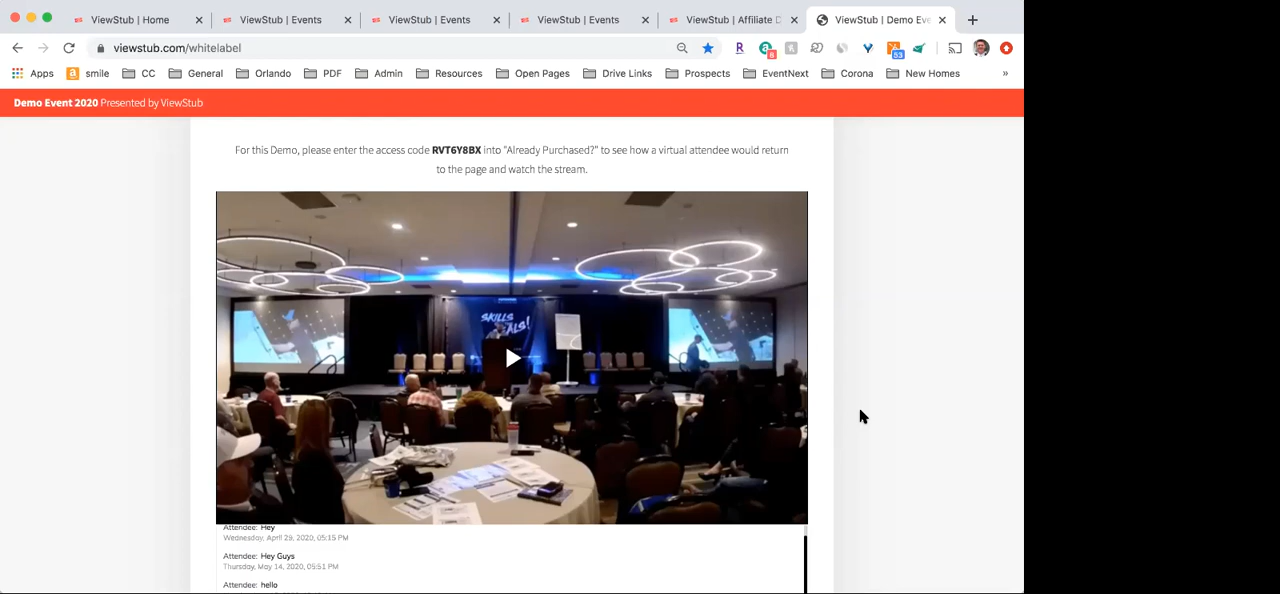 ViewStub | Home
ViewStub | Events
ViewStub | Events
ViewStub | Events
ViewStub | Affiliate D
ViewStub | Demo Eve
viewstub.com/whitelabel
R
6
53
Apps
smile
CC
General
Orlando
PDF
Admin
Resources
Open Pages
Drive Links
Prospects
EventNext
Corona
New Homes
»
Demo Event 2020 Presented by ViewStub
For this Demo, please enter the access code RVT6Y8BX into "Already Purchased?" to see how a virtual attendee would return
to the page and watch the stream.
SKILLS
Attendee: Hey
Wednesday, April 29, 2020, 05:15 PM
Attendee: Hey Guys
Thursday, May 14, 2020, 05:51 PM
Attendee: hello